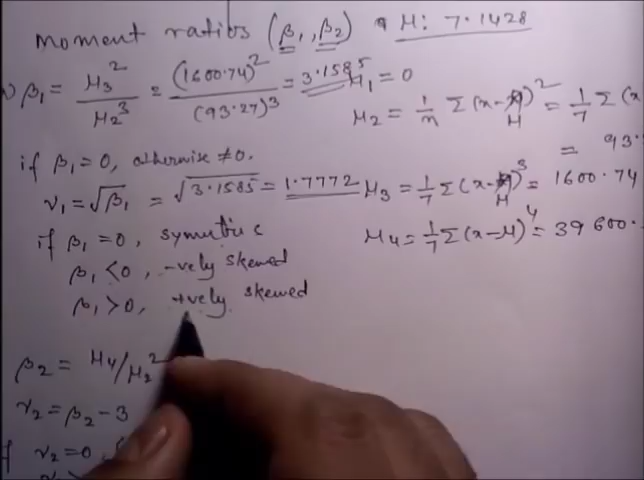 Moment ratios (β₁, β₂) M: 7.1428
β₁ = μ₃²/μ₂³ = (1600.74)²/(93.27)³ = 3.1585 μ₁ = 0
μ₂ = 1/n Σ(x-M)² = 1/7 Σ(x
= 93.
if β₁ = 0, otherwise ≠ 0.
γ₁ = √β₁ = √3.1585 = 1.7772 μ₃ = 1/7 Σ(x-M)³ = 1600.74
if β₁ = 0, symetric μ₄ = 1/7 Σ(x-M)⁴ = 39600.
β₁ < 0, -vely skewed
β₁ > 0, +vely skewed
β₂ = μ₄/μ₂²
γ₂ = β₂ - 3
γ₂ = 0,